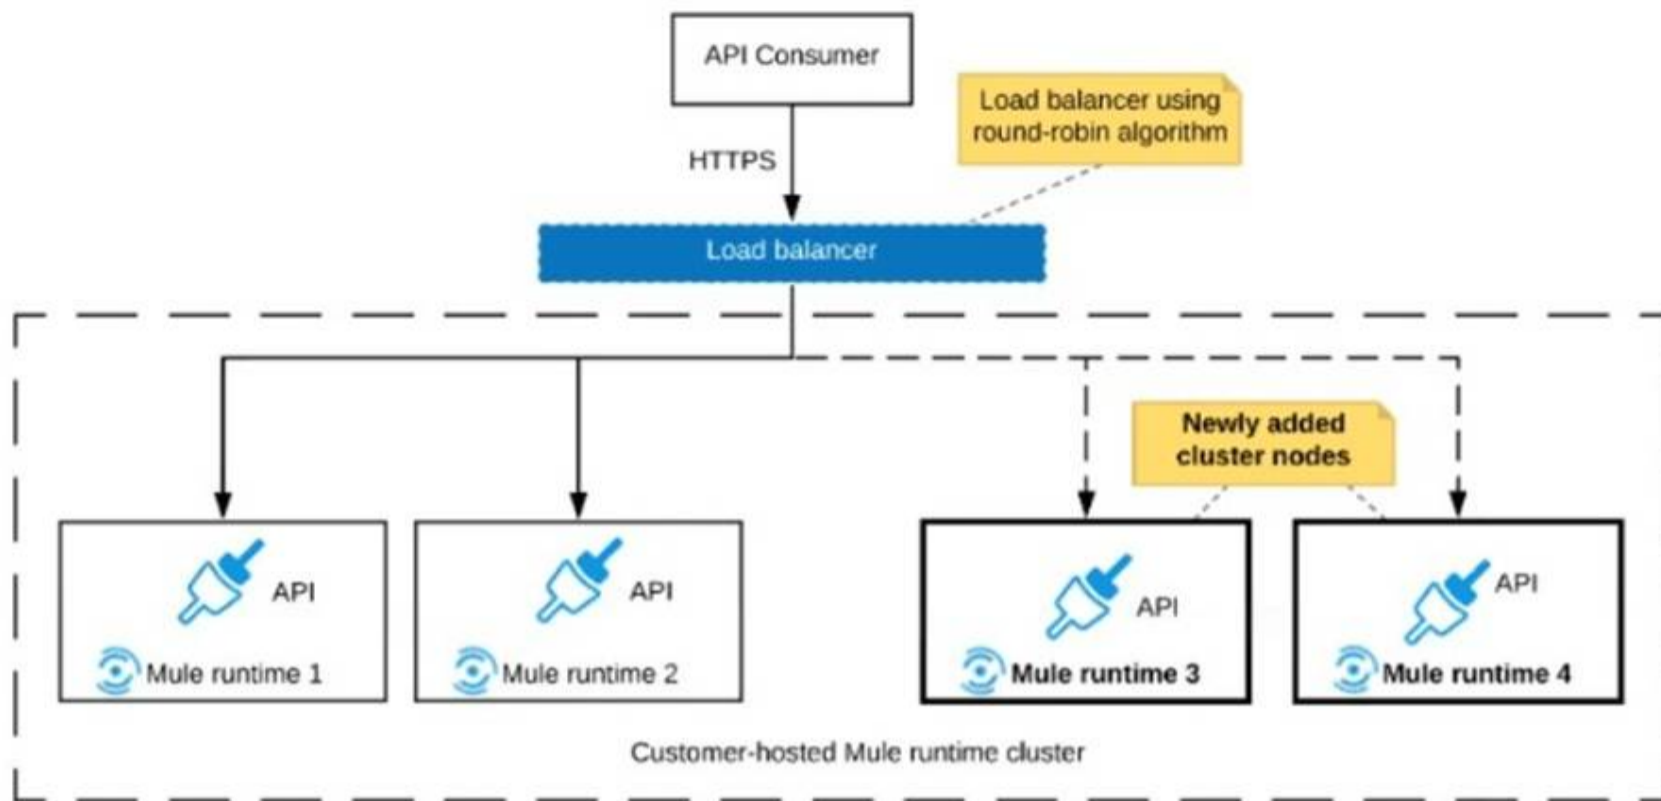 API Consumer
Load balancer using
round-robin algorithm
HTTPS
Load balancer
Newly added
cluster nodes
API
Mule runtime 1
API
Mule runtime 2
API
Mule runtime 3
API
Mule runtime 4
Customer-hosted Mule runtime cluster